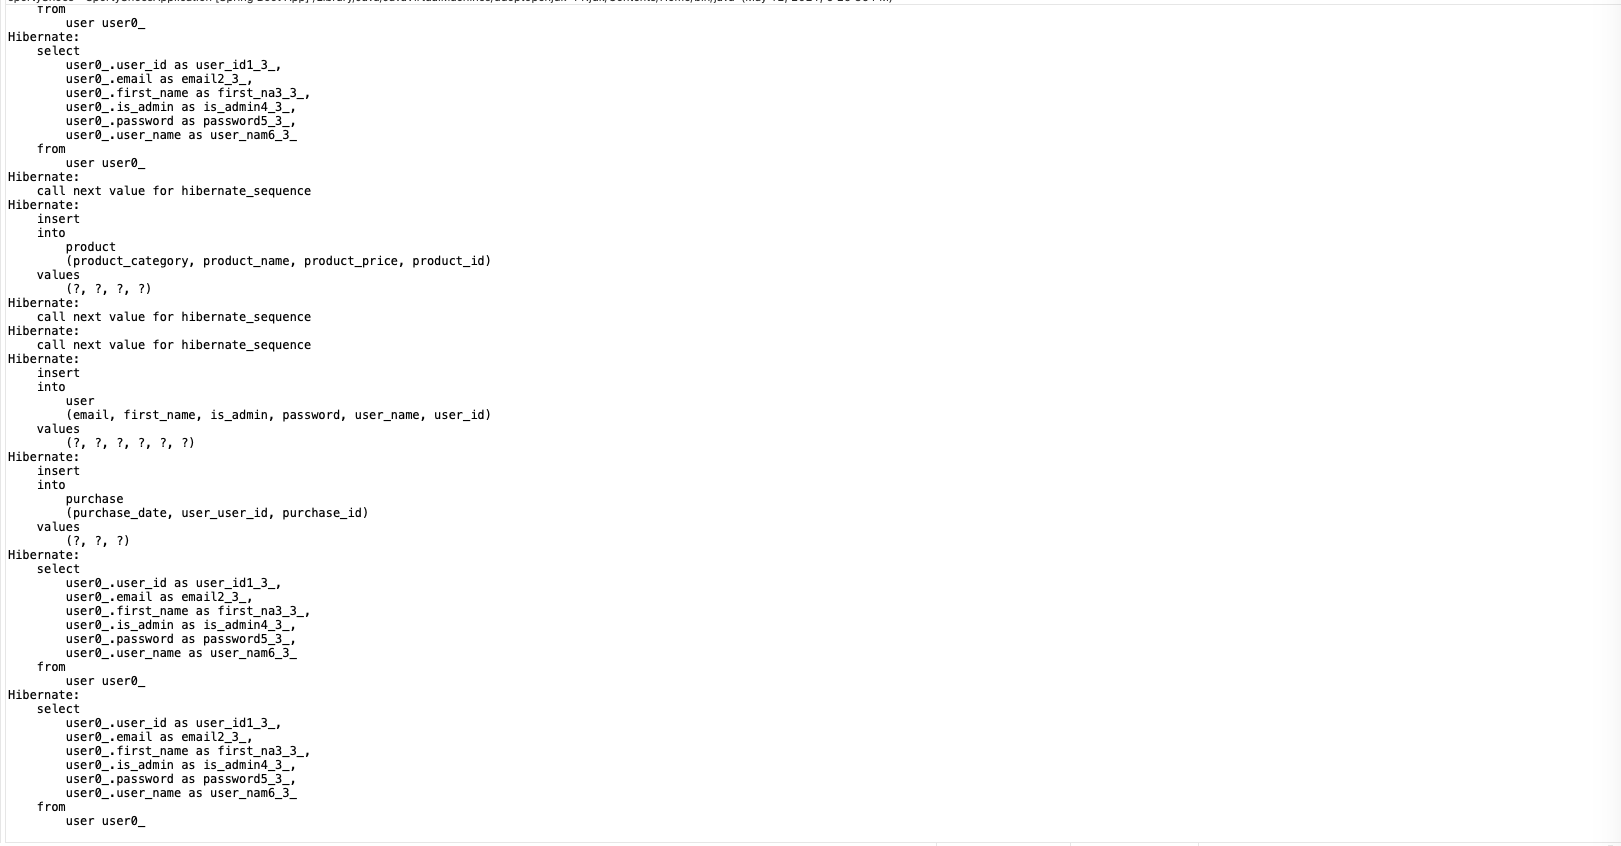 from
user user0_
Hibernate:
select
user0_.user_id as user_id1_3_,
user0_.email as email2_3_,
user0_.first_name as first_na3_3_,
user0_.is_admin as is_admin4_3_,
user0_.password as password5_3_,
user0_.user_name as user_nam6_3_
from
user user0_
Hibernate:
call next value for hibernate_sequence
Hibernate:
insert
into
product
(product_category, product_name, product_price, product_id)
values
(?, ?, ?, ?)
Hibernate:
call next value for hibernate_sequence
Hibernate:
call next value for hibernate_sequence
Hibernate:
insert
into
user
(email, first_name, is_admin, password, user_name, user_id)
values
(?, ?, ?, ?, ?, ?)
Hibernate:
insert
into
purchase
(purchase_date, user_user_id, purchase_id)
values
(?, ?, ?)
Hibernate:
select
user0_.user_id as user_id1_3_,
user0_.email as email2_3_,
user0_.first_name as first_na3_3_,
user0_.is_admin as is_admin4_3_,
user0_.password as password5_3_,
user0_.user_name as user_nam6_3_
from
user user0_
Hibernate:
select
user0_.user_id as user_id1_3_,
user0_.email as email2_3_,
user0_.first_name as first_na3_3_,
user0_.is_admin as is_admin4_3_,
user0_.password as password5_3_,
user0_.user_name as user_nam6_3_
from
user user0_